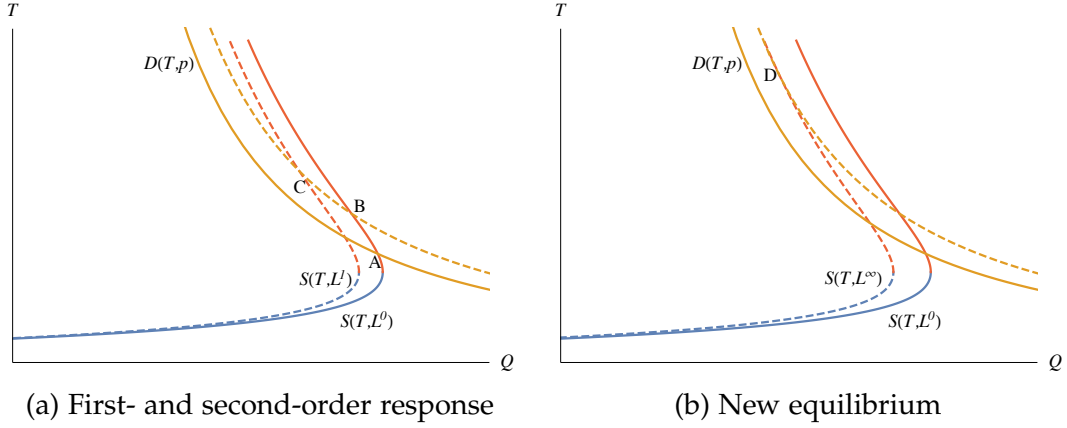 T
D(T,p)
C
B
A
S(T,L¹)
S(T,L⁰)
Q
(a) First- and second-order response
T
D(T,p)
D
S(T,L∞)
S(T,L⁰)
Q
(b) New equilibrium